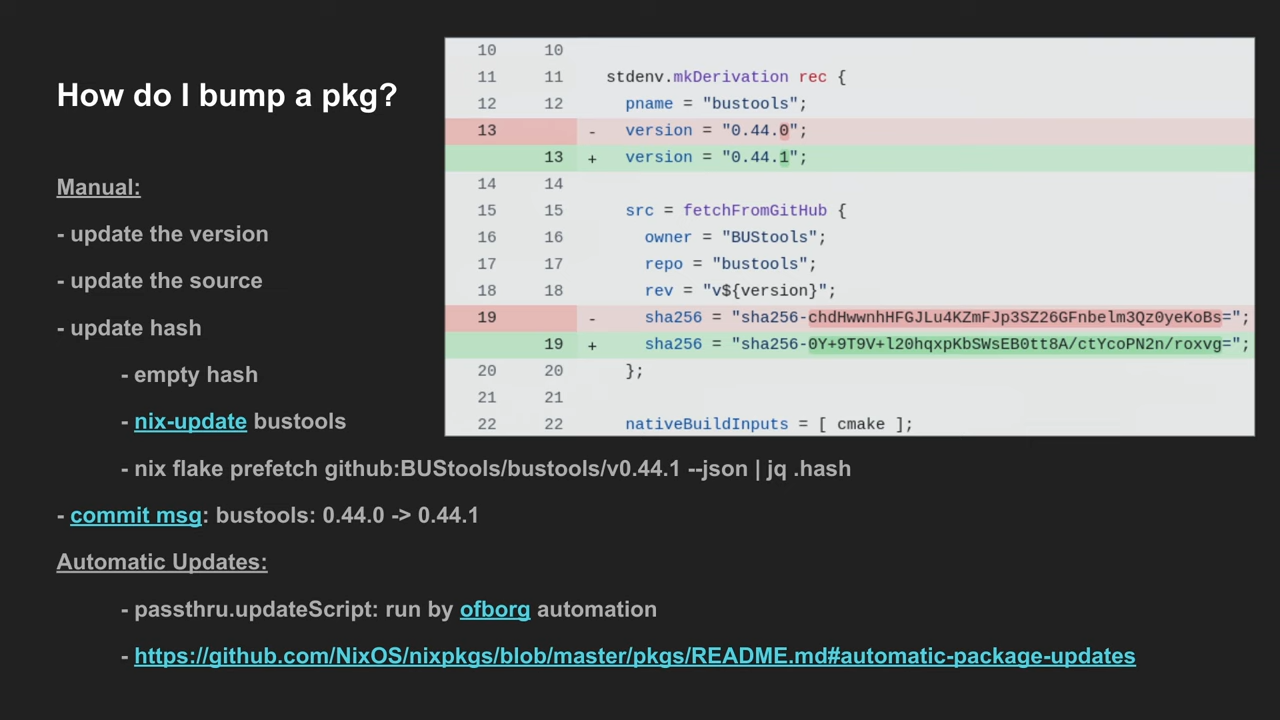 How do I bump a pkg?
Manual:
- update the version
- update the source
- update hash
- empty hash
- nix-update bustools
- nix flake prefetch github:BUStools/bustools/v0.44.1 --json | jq .hash
- commit msg: bustools: 0.44.0 -> 0.44.1
Automatic Updates:
- passthru.updateScript: run by ofborg automation
- https://github.com/NixOS/nixpkgs/blob/master/pkgs/README.md#automatic-package-updates
10 10
11 11 stdenv.mkDerivation rec {
12 12 pname = "bustools";
13 - version = "0.44.0";
13 + version = "0.44.1";
14 14
15 15 src = fetchFromGitHub {
16 16 owner = "BUStools";
17 17 repo = "bustools";
18 18 rev = "v${version}";
19 - sha256 = "sha256-chdHwwnhHFGJLu4KZmFJp3SZ26GFnbelm3Qz0yeKoBs=";
19 + sha256 = "sha256-0Y+9T9V+l20hqxpKbSWsEB0tt8A/ctYcoPN2n/roxvg=";
20 20 };
21 21
22 22 nativeBuildInputs = [ cmake ];